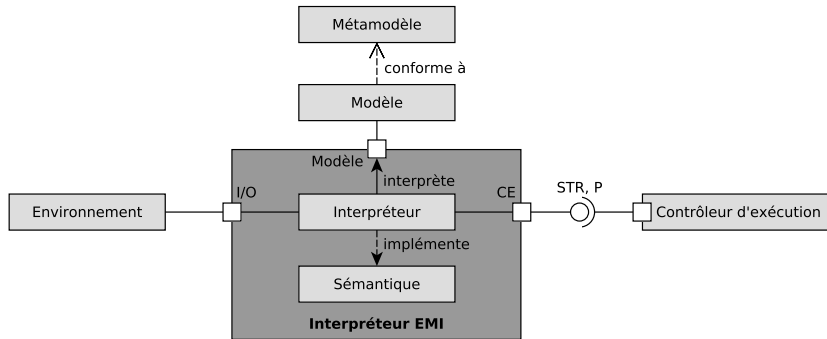 Métamodèle
conforme à
Modèle
Modèle
interprète
I/O
CE
STR, P
Environnement
Interpréteur
Contrôleur d'exécution
implémente
Sémantique
Interpréteur EMI